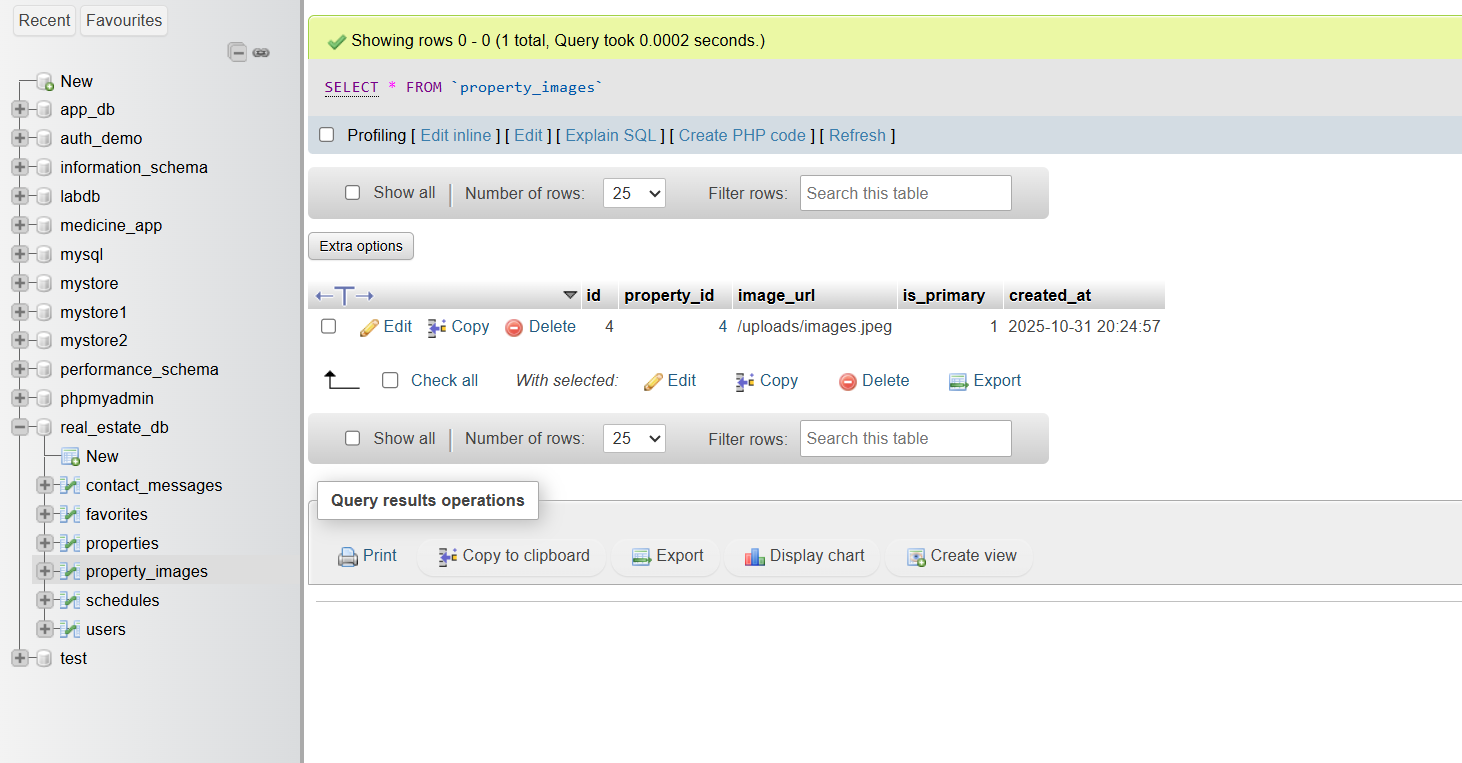 Recent Favourites
New
app_db
auth_demo
information_schema
labdb
medicine_app
mysql
mystore
mystore1
mystore2
performance_schema
phpmyadmin
real_estate_db
New
contact_messages
favorites
properties
property_images
schedules
users
test
Showing rows 0 - 0 (1 total, Query took 0.0002 seconds.)
SELECT * FROM `property_images`
Profiling [ Edit inline ] [ Edit ] [ Explain SQL ] [ Create PHP code ] [ Refresh ]
Show all Number of rows: 25 Filter rows: Search this table
Extra options
id property_id image_url is_primary created_at
Edit Copy Delete 4 4 /uploads/images.jpeg 1 2025-10-31 20:24:57
Check all With selected: Edit Copy Delete Export
Show all Number of rows: 25 Filter rows: Search this table
Query results operations
Print Copy to clipboard Export Display chart Create view